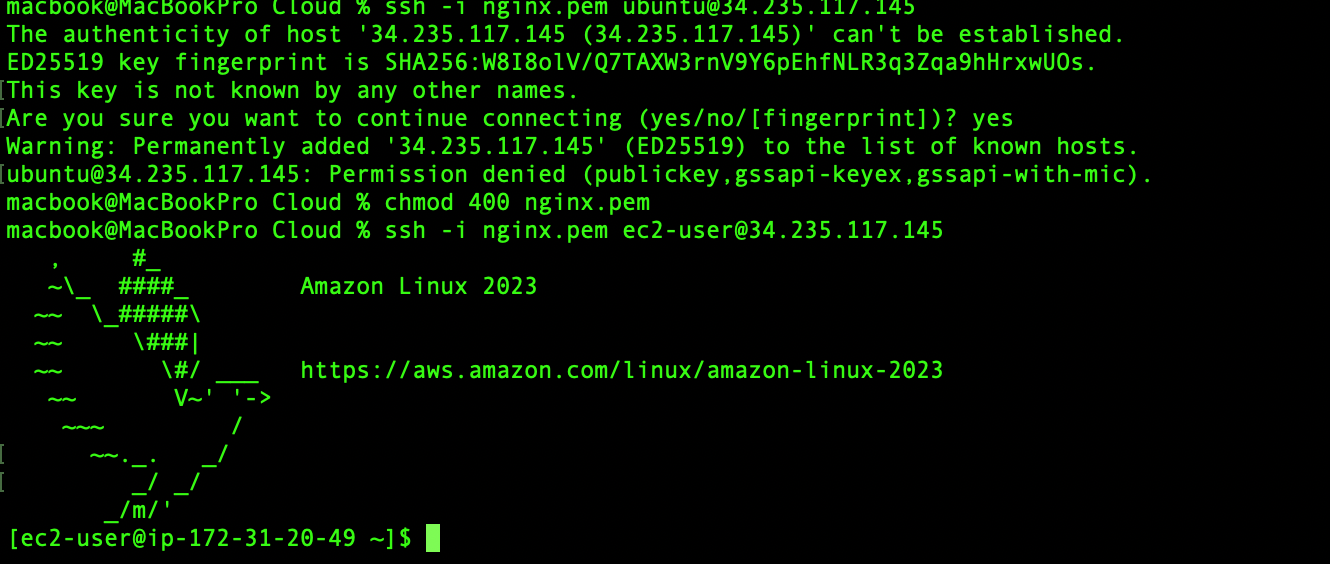 macbook@MacBookPro Cloud % ssh -i nginx.pem ubuntu@34.235.117.145
The authenticity of host '34.235.117.145 (34.235.117.145)' can't be established.
ED25519 key fingerprint is SHA256:W8I8olV/Q7TAXW3rnV9Y6pEhfNLR3q3Zqa9hHrxwUOs.
[This key is not known by any other names.
[Are you sure you want to continue connecting (yes/no/[fingerprint])? yes
Warning: Permanently added '34.235.117.145' (ED25519) to the list of known hosts.
[ubuntu@34.235.117.145: Permission denied (publickey,gssapi-keyex,gssapi-with-mic).
macbook@MacBookPro Cloud % chmod 400 nginx.pem
macbook@MacBookPro Cloud % ssh -i nginx.pem ec2-user@34.235.117.145
   ,     #_
   ~\_  ####_        Amazon Linux 2023
  ~~  \_#####\
  ~~     \###|
  ~~       \#/ ___   https://aws.amazon.com/linux/amazon-linux-2023
   ~~       V~' '->
    ~~~         /
[     ~~._.   _/
[        _/ _/
       _/m/'
[ec2-user@ip-172-31-20-49 ~]$